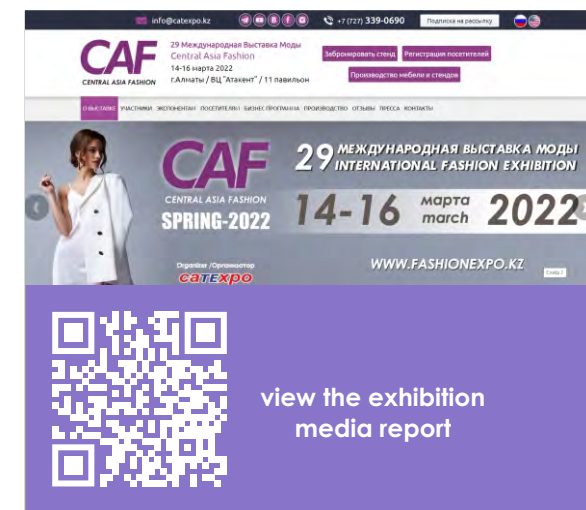 info@catexpo.kz
+7 (727) 339-0690
Подписка на рассылку
CAF
CENTRAL ASIA FASHION
29 Международная Выставка Моды
Central Asia Fashion
14-16 марта 2022
г.Алматы / ВЦ "Атакент" / 11 павильон
Забронировать стенд
Регистрация посетителей
Производство мебели и стендов
О ВЫСТАВКЕ УЧАСТНИКИ ЭКСПОНЕНТАМ ПОСЕТИТЕЛЯМ БИЗНЕС ПРОГРАММА ПРОИЗВОДСТВО ОТЗЫВЫ ПРЕССА КОНТАКТЫ
CAF
CENTRAL ASIA FASHION
SPRING-2022
Organizer /Организатор
CATEXPO
29 МЕЖДУНАРОДНАЯ ВЫСТАВКА МОДЫ
INTERNATIONAL FASHION EXHIBITION
14-16 марта march 2022
WWW.FASHIONEXPO.KZ
view the exhibition
media report